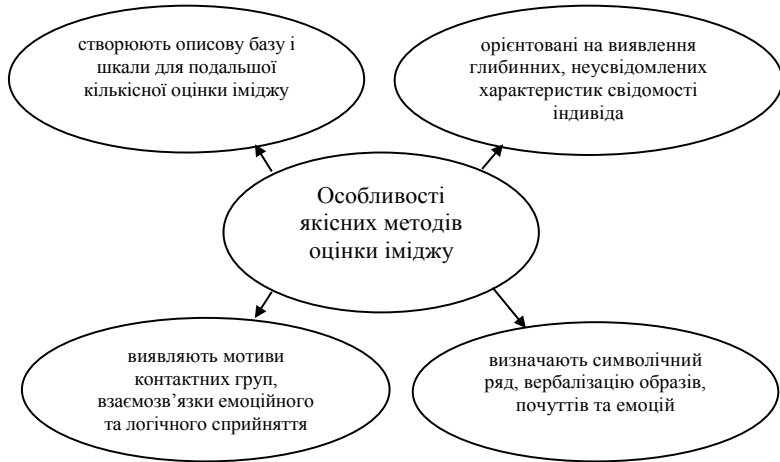 створюють описову базу і
шкали для подальшої
кількісної оцінки іміджу
орієнтовані на виявлення
глибинних, неусвідомлених
характеристик свідомості
індивіда
Особливості
якісних методів
оцінки іміджу
виявляють мотиви
контактних груп,
взаємозв’язки емоційного
та логічного сприйняття
визначають символічний
ряд, вербалізацію образів,
почуттів та емоцій